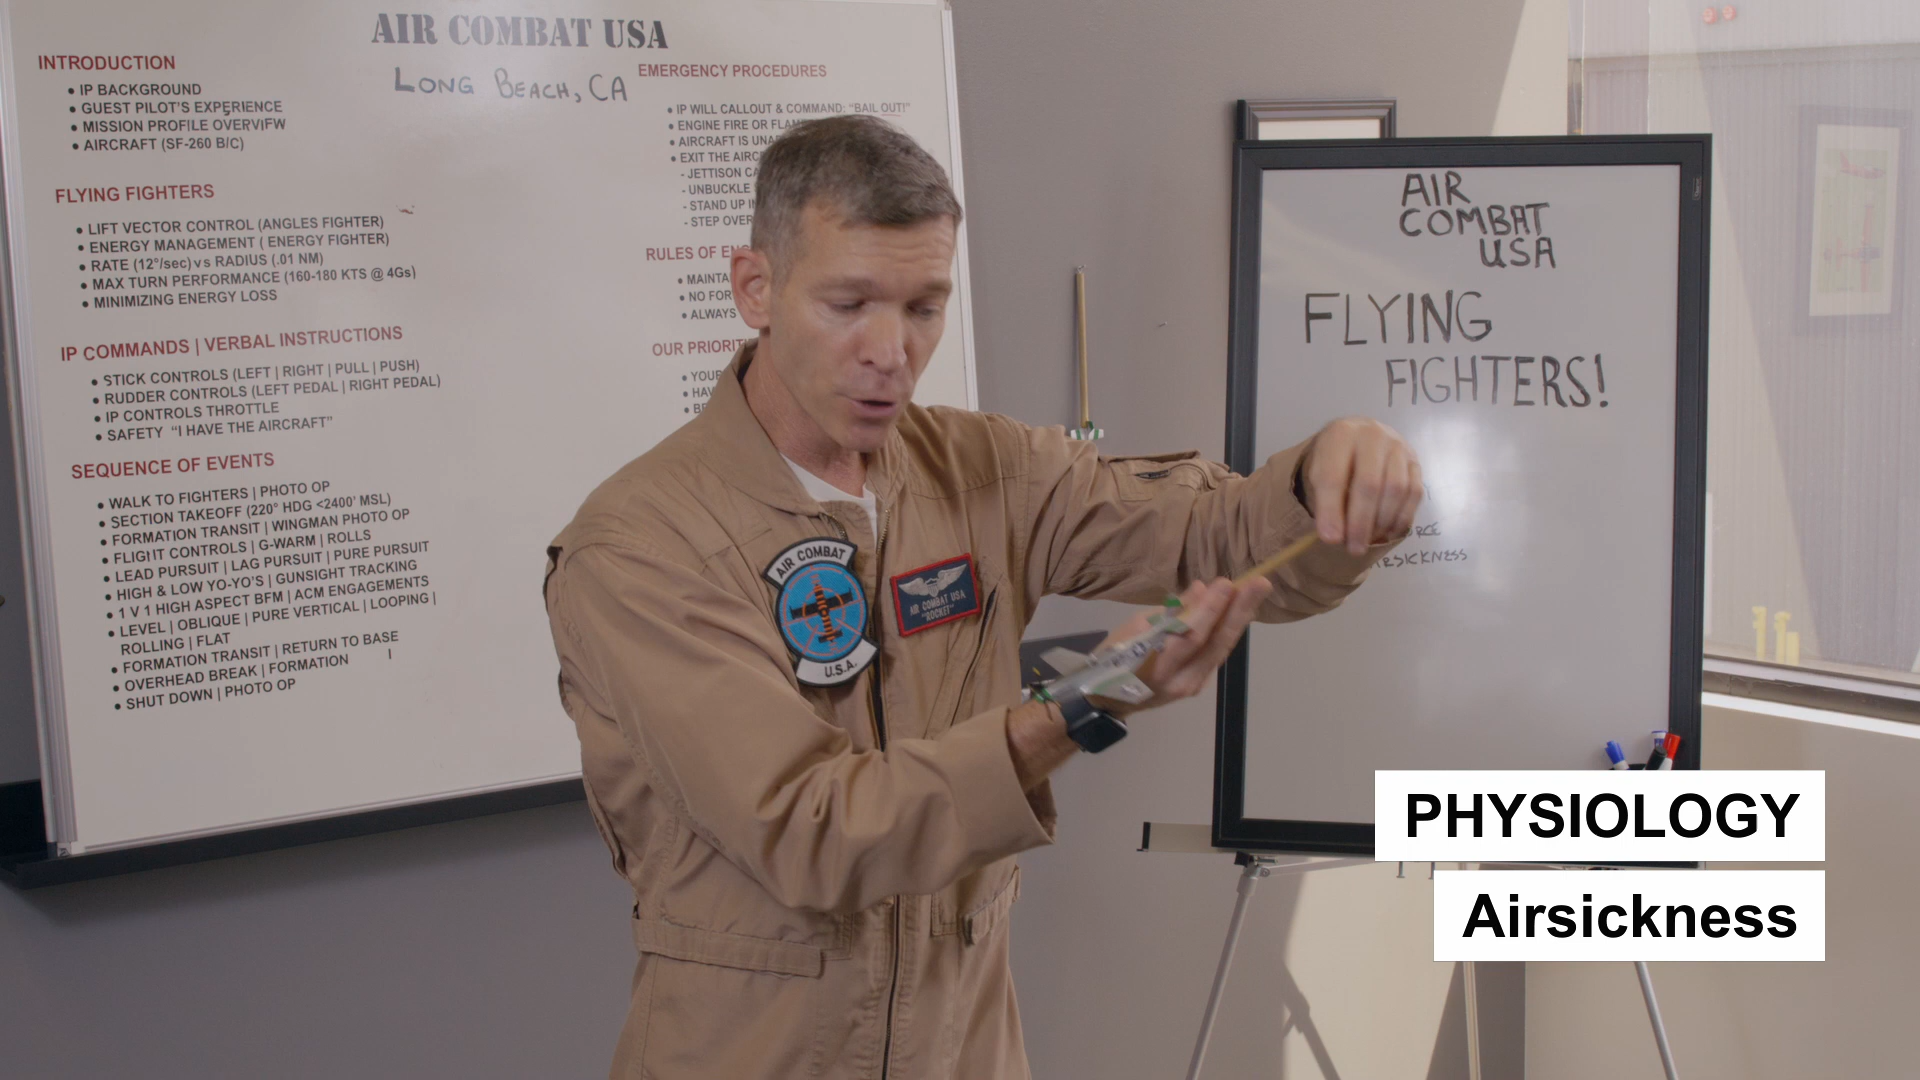 AIR COMBAT USA
LONG BEACH, CA
INTRODUCTION
• IP BACKGROUND
• GUEST PILOT'S EXPERIENCE
• MISSION PROFILE OVERVIEW
• AIRCRAFT (SF-260 B/C)
FLYING FIGHTERS
• LIFT VECTOR CONTROL (ANGLES FIGHTER)
• ENERGY MANAGEMENT ( ENERGY FIGHTER)
• RATE (12°/sec) vs RADIUS (.01 NM)
• MAX TURN PERFORMANCE (160-180 KTS @ 4Gs)
• MINIMIZING ENERGY LOSS
IP COMMANDS | VERBAL INSTRUCTIONS
• STICK CONTROLS (LEFT | RIGHT | PULL | PUSH)
• RUDDER CONTROLS (LEFT PEDAL | RIGHT PEDAL)
• IP CONTROLS THROTTLE
• SAFETY "I HAVE THE AIRCRAFT"
SEQUENCE OF EVENTS
• WALK TO FIGHTERS | PHOTO OP
• SECTION TAKEOFF (220° HDG <2400' MSL)
• FORMATION TRANSIT | WINGMAN PHOTO OP
• FLIGHT CONTROLS | G-WARM | ROLLS
• LEAD PURSUIT | LAG PURSUIT | PURE PURSUIT
• HIGH & LOW YO-YO'S | GUNSIGHT TRACKING
• 1 V 1 HIGH ASPECT BFM | ACM ENGAGEMENTS
• LEVEL | OBLIQUE | PURE VERTICAL | LOOPING |
ROLLING | FLAT
• FORMATION TRANSIT | RETURN TO BASE
• OVERHEAD BREAK | FORMATION
• SHUT DOWN | PHOTO OP
EMERGENCY PROCEDURES
• IP WILL CALLOUT & COMMAND: "BAIL OUT!"
• ENGINE FIRE OR
• AIRCRAFT IS
• EXIT THE
- JETTISON
- UNBUCKLE
- STAND UP
- STEP OVER
RULES OF
•
• NO
• ALWAYS
OUR
•
•
•
AIR COMBAT
U.S.A.
AIR COMBAT USA
"ROCKET"
AIR
COMBAT
USA
FLYING
FIGHTERS!
PHYSIOLOGY
Airsickness